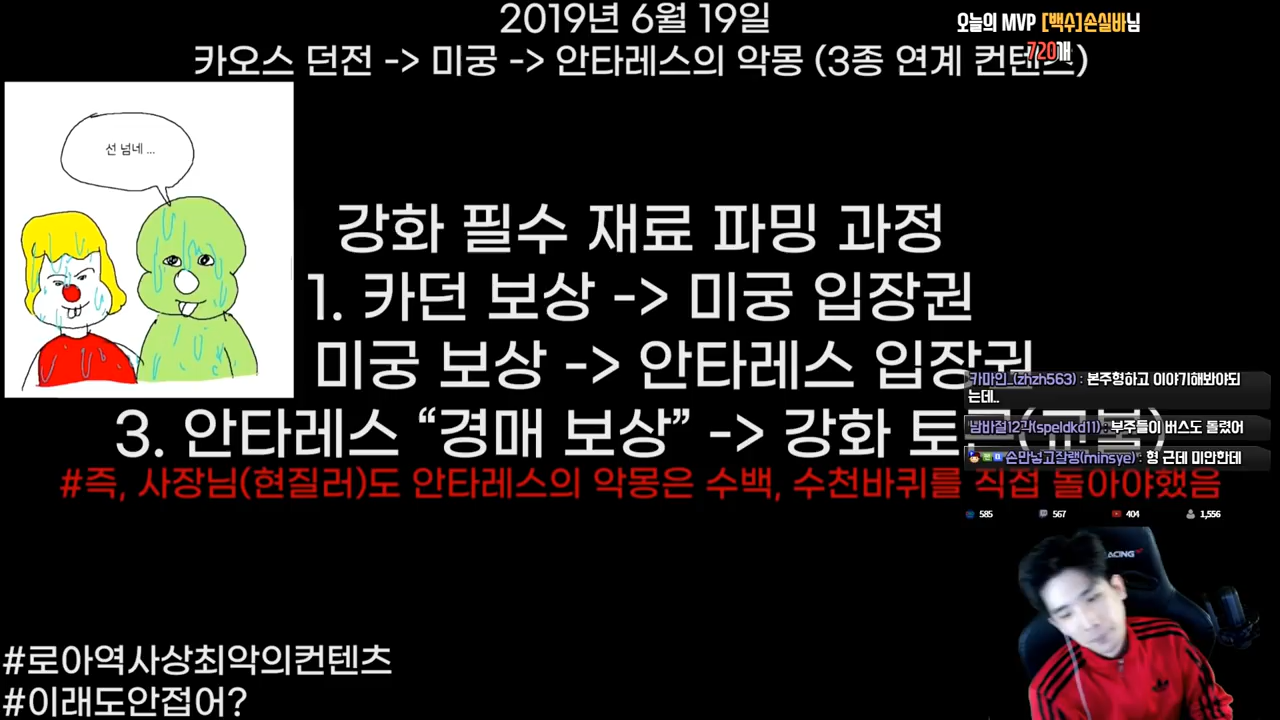 2019년 6월 19일
카오스 던전 -> 미궁 -> 안타레스의 악몽 (3종 연계 컨텐츠)
오늘의 MVP [백수]손실바님
720개
선 넘네 ...
강화 필수 재료 파밍 과정
1. 카던 보상 -> 미궁 입장권
미궁 보상 -> 안타레스 입장권
3. 안타레스 “경매 보상” -> 강화
#즉, 사장님(현질러)도 안타레스의 악몽은 수백, 수천바퀴를 직접 돌아야했음
카마인_(zhzh563) : 본주형하고 이야기해봐야되
는데..
남바절12각(speldkd11) : 부주들이 버스도 돌렸어
손만넣고잘랭(minsye) : 형 근데 미안한데
585 567 404 1,556
ACING
#로아역사상최악의컨텐츠
#이래도안접어?